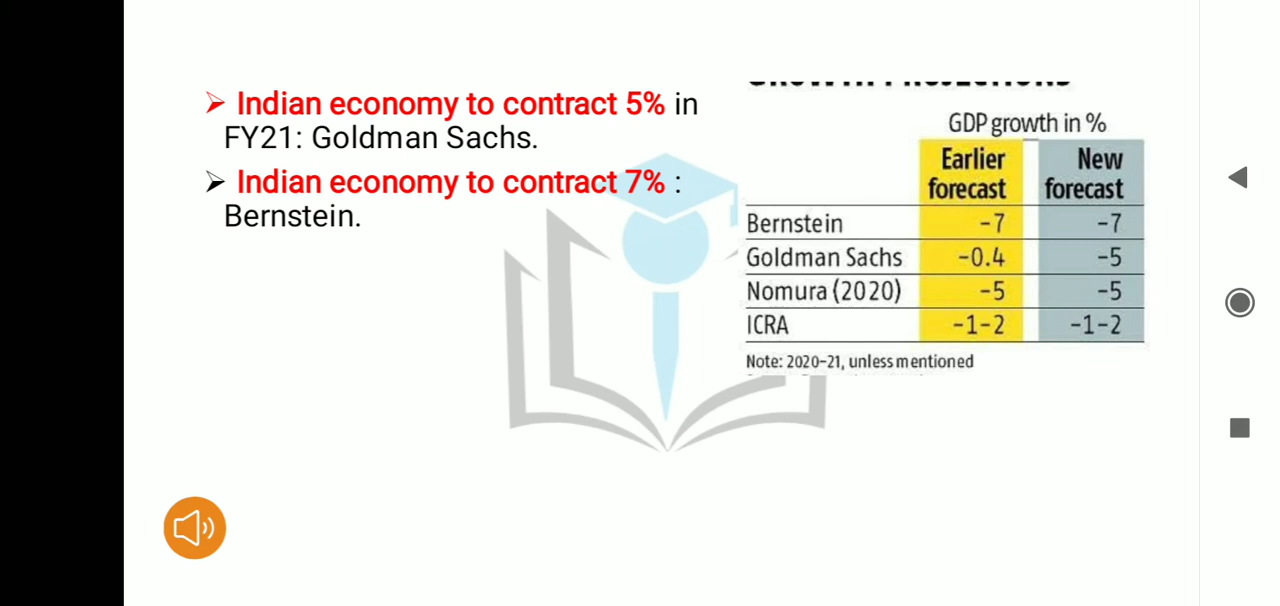 ➢ Indian economy to contract 5% in
FY21: Goldman Sachs.
➢ Indian economy to contract 7% :
Bernstein.
GDP growth in %
Earlier forecast New forecast
Bernstein -7 -7
Goldman Sachs -0.4 -5
Nomura (2020) -5 -5
ICRA -1-2 -1-2
Note: 2020-21, unless mentioned